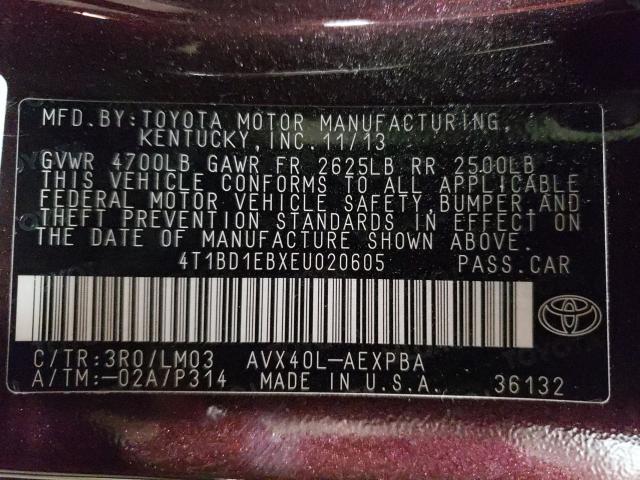 MFD.BY:TOYOTA MOTOR MANUFACTURING,
KENTUCKY, INC. 11/13
GVWR 4700LB GAWR FR 2625LB RR 2500LB
THIS VEHICLE CONFORMS TO ALL APPLICABLE
FEDERAL MOTOR VEHICLE SAFETY, BUMPER, AND
THEFT PREVENTION STANDARDS IN EFFECT ON
THE DATE OF MANUFACTURE SHOWN ABOVE.
4T1BD1EBXEU020605 PASS.CAR
C/TR:3R0/LM03 AVX40L-AEXPBA
A/TM:-02A/P314 MADE IN U.S.A. 36132